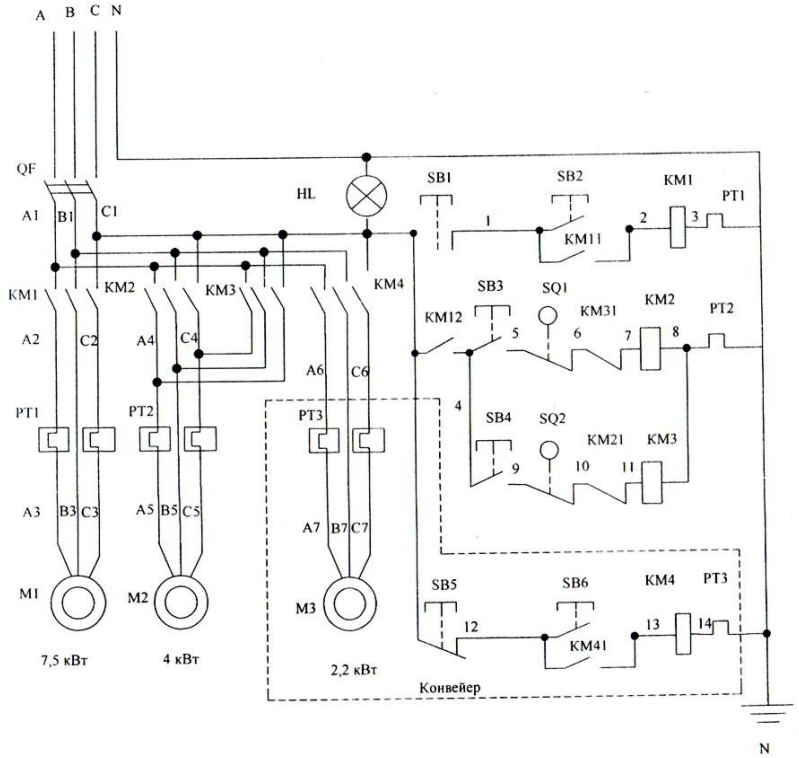 A B C N
QF
A1 B1 C1
HL
SB1 SB2 KM1 PT1
1 2 3
KM11
KM1 KM2 KM3 KM4
A2 C2 A4 C4 A6 C6
KM12 SB3 SQ1 KM31 KM2 PT2
5 6 7 8
4
SB4 SQ2 KM21 KM3
9 10 11
PT1 PT2 PT3
A3 B3 C3 A5 B5 C5 A7 B7 C7
M1 M2 M3
7,5 кВт 4 кВт 2,2 кВт
SB5 SB6 KM4 PT3
12 13 14
KM41
Конвейер
N